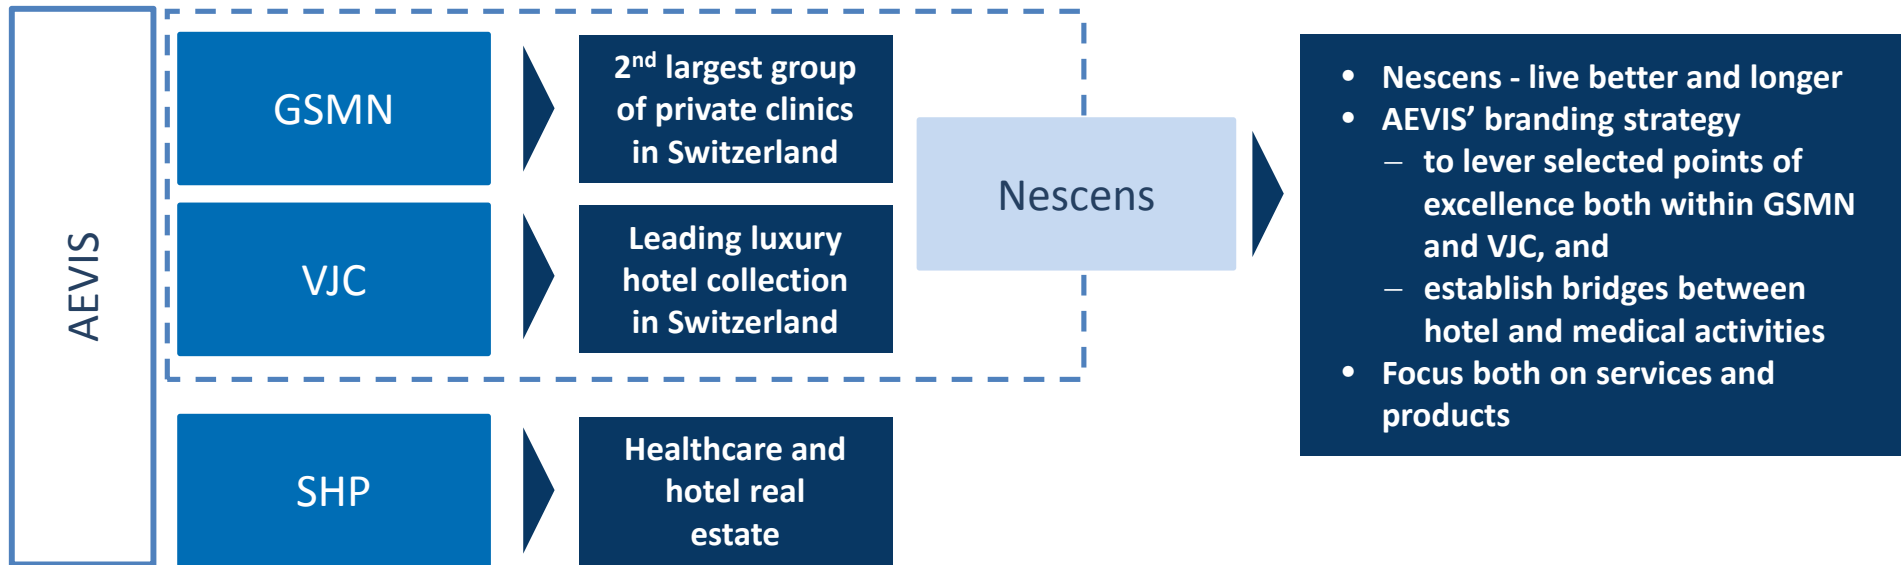 AEVIS
GSMN
2nd largest group
of private clinics
in Switzerland
VJC
Leading luxury
hotel collection
in Switzerland
SHP
Healthcare and
hotel real
estate
Nescens
• Nescens - live better and longer
• AEVIS’ branding strategy
– to lever selected points of
excellence both within GSMN
and VJC, and
– establish bridges between
hotel and medical activities
• Focus both on services and
products